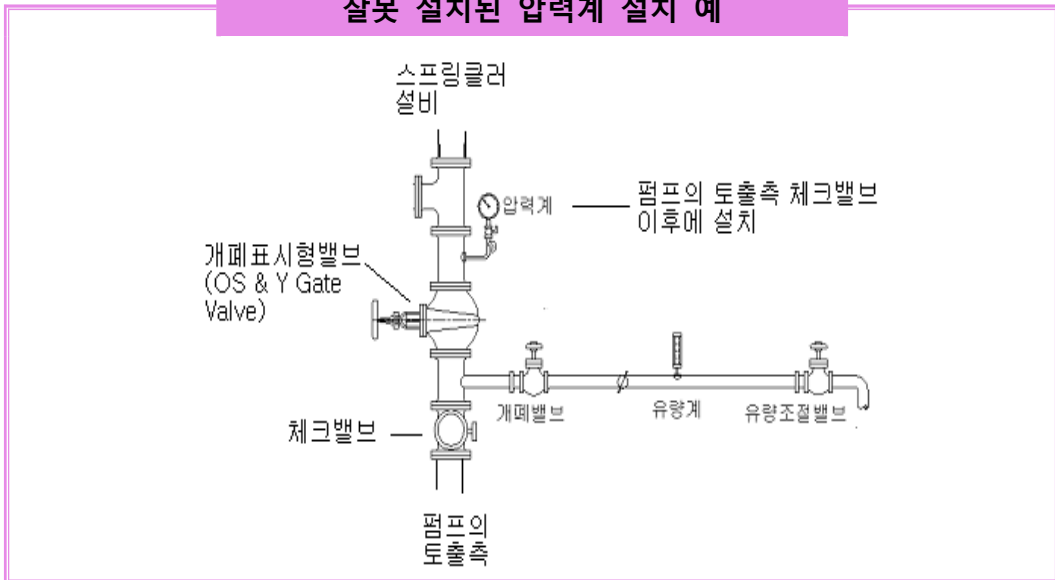 잘못 설치된 압력계 설치 예
스프링클러
설비
압력계
펌프의 토출측 체크밸브
이후에 설치
개폐표시형밸브
(OS & Y Gate
Valve)
개폐밸브
유량계
유량조절밸브
체크밸브
펌프의
토출측